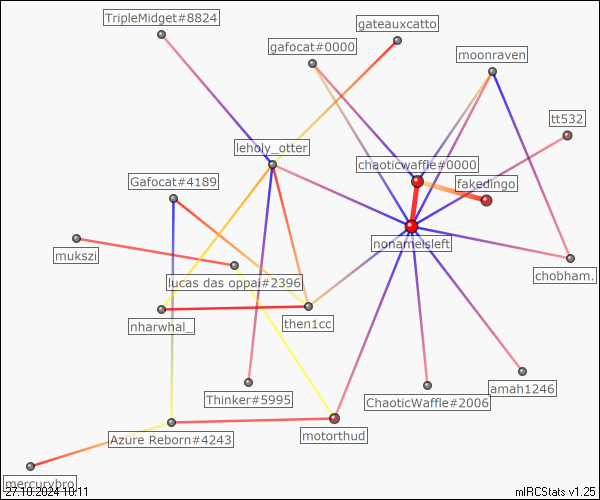 TripleMidget#8824
gateauxcatto
gafocat#0000
moonraven
tt532
leholy_otter
chaoticwaffle#0000
Gafocat#4189
fakedingo
nonameisleft
mukszi
chobham.
lucas das oppai#2396
nharwhal_
then1cc
amah1246
Thinker#5995
ChaoticWaffle#2006
Azure Reborn#4243
motorthud
mercurybro
27.10.2024 10:11
mIRCStats v1.25